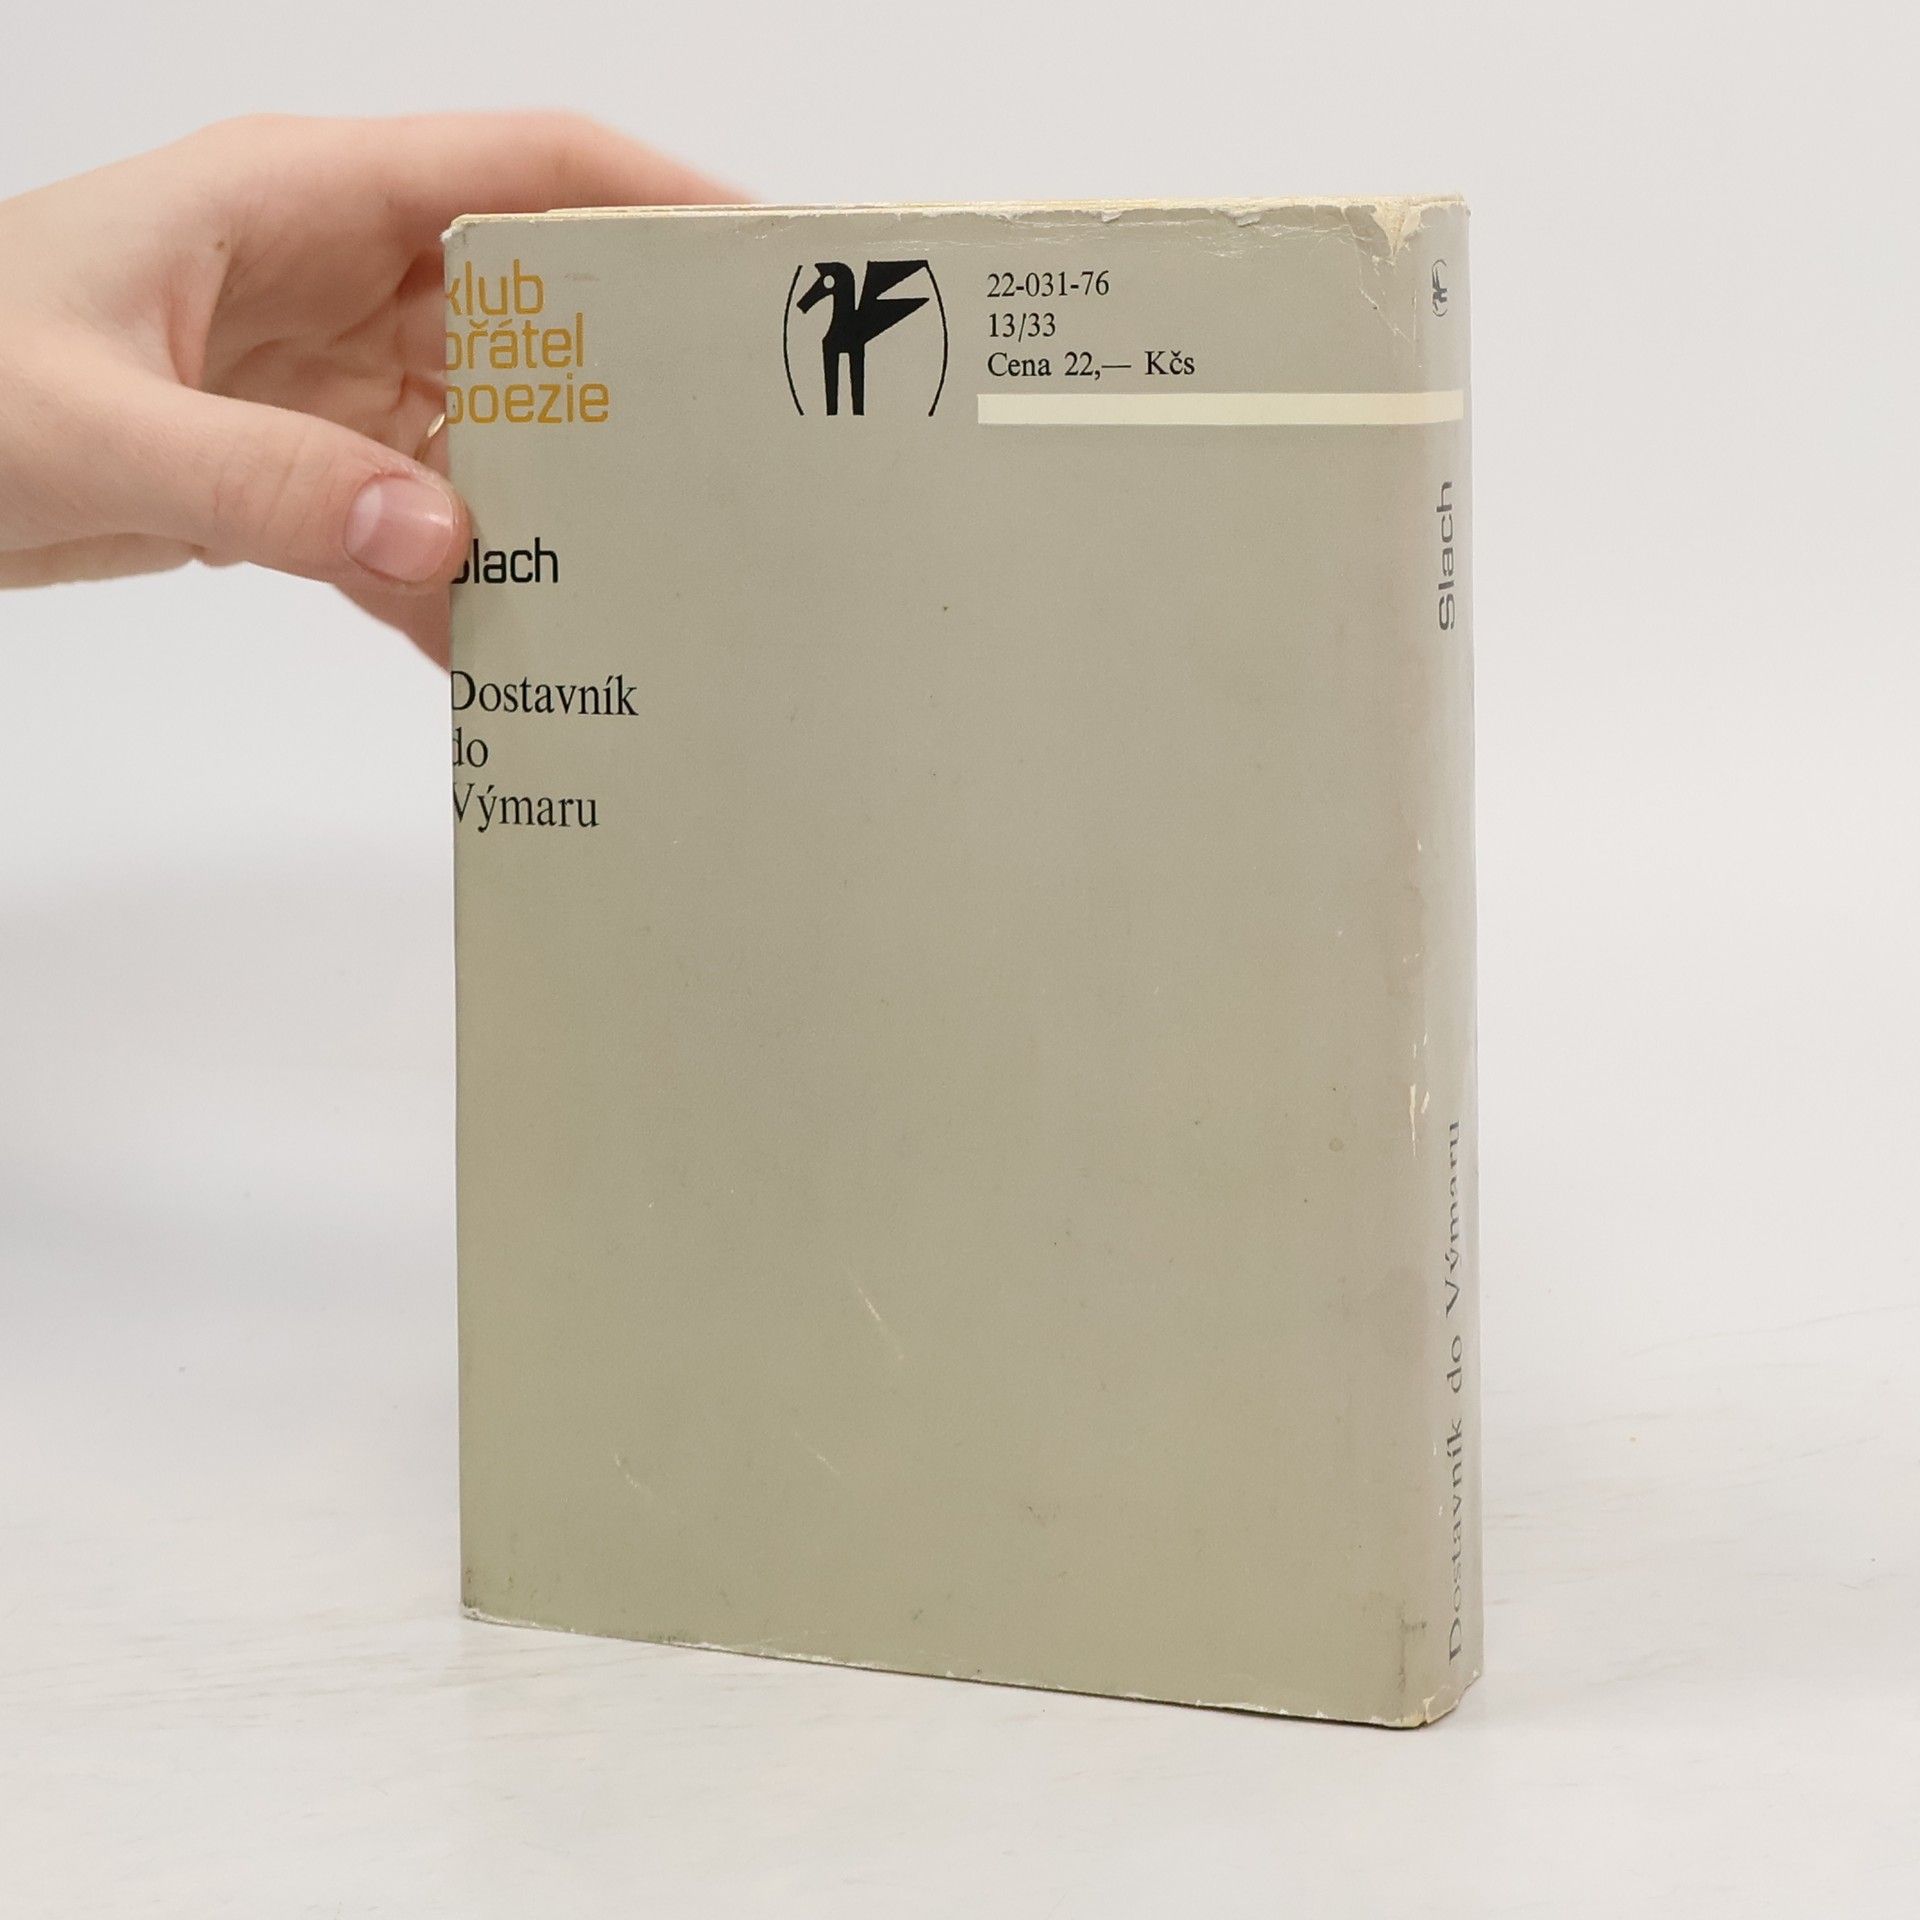 klub
přátel
poezie
22-031-76
13/33
Cena 22,— Kčs
Slach
Dostavník
do
Výmaru
Slach
Dostavník do Výmaru